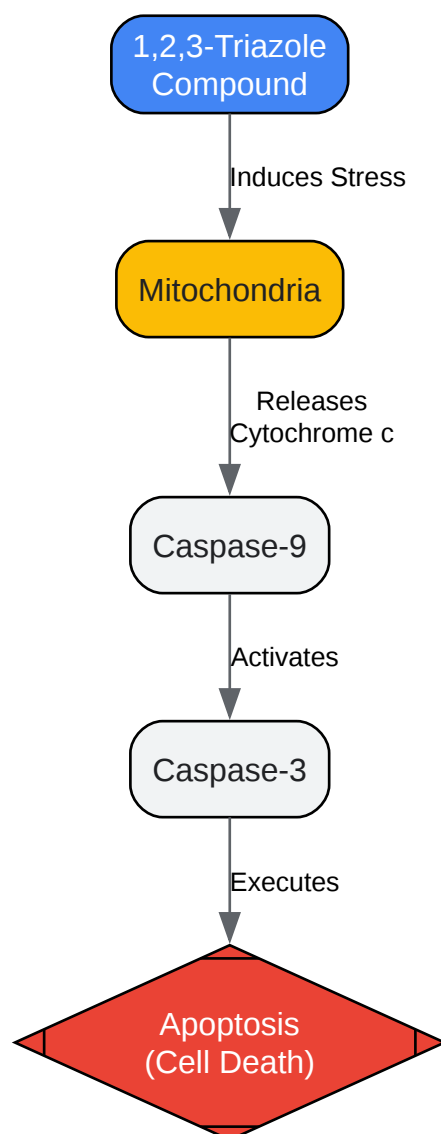 1,2,3-Triazole
Compound
Induces Stress
Mitochondria
Releases
Cytochrome c
Caspase-9
Activates
Caspase-3
Executes
Apoptosis
(Cell Death)